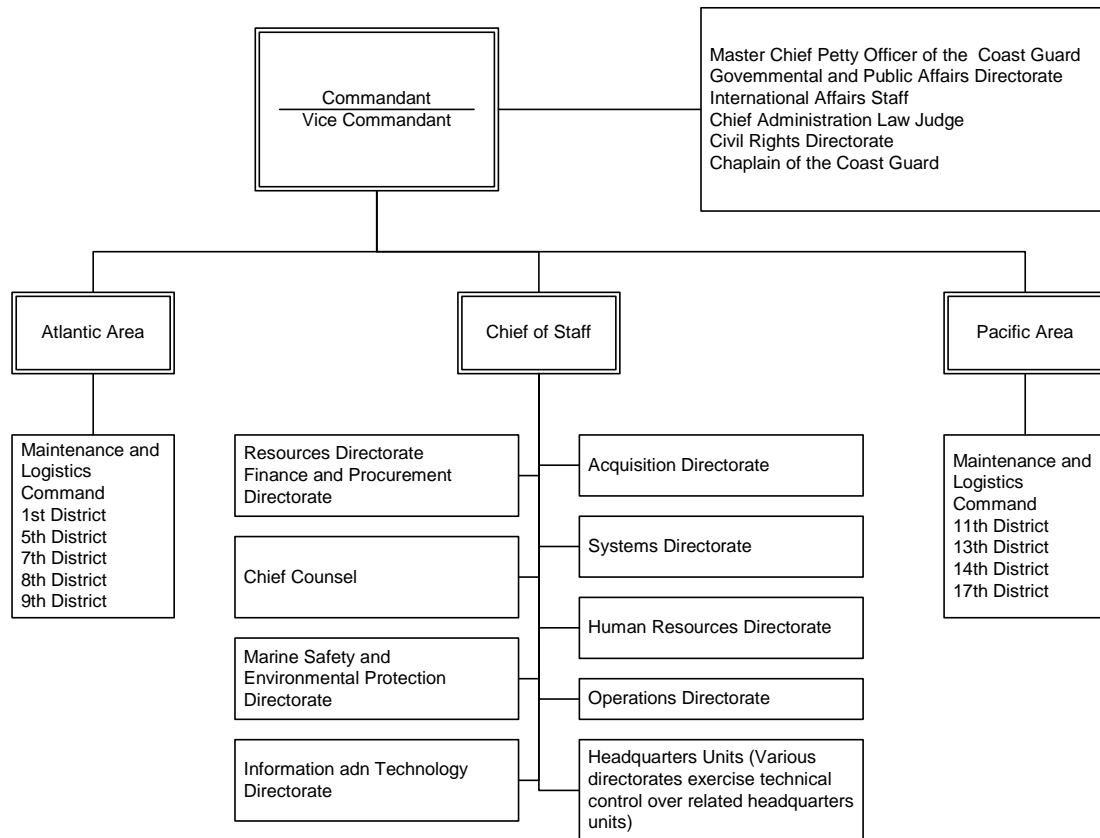 Commandant
Vice Commandant
Master Chief Petty Officer of the Coast Guard
Govemmental and Public Affairs Directorate
International Affairs Staff
Chief Administration Law Judge
Civil Rights Directorate
Chaplain of the Coast Guard
Atlantic Area
Chief of Staff
Pacific Area
Maintenance and
Logistics
Command
1st District
5th District
7th District
8th District
9th District
Resources Directorate
Finance and Procurement
Directorate
Chief Counsel
Marine Safety and
Environmental Protection
Directorate
Information adn Technology
Directorate
Acquisition Directorate
Systems Directorate
Human Resources Directorate
Operations Directorate
Headquarters Units (Various
directorates exercise technical
control over related headquarters
units)
Maintenance and
Logistics
Command
11th District
13th District
14th District
17th District